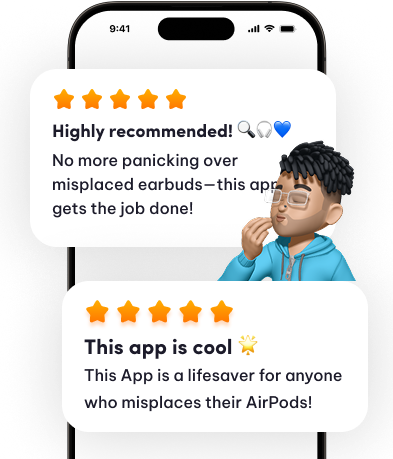 9:41
Highly recommended! 🔍🎧💙
No more panicking over
misplaced earbuds—this app
gets the job done!
This app is cool 🌟
This App is a lifesaver for anyone
who misplaces their AirPods!